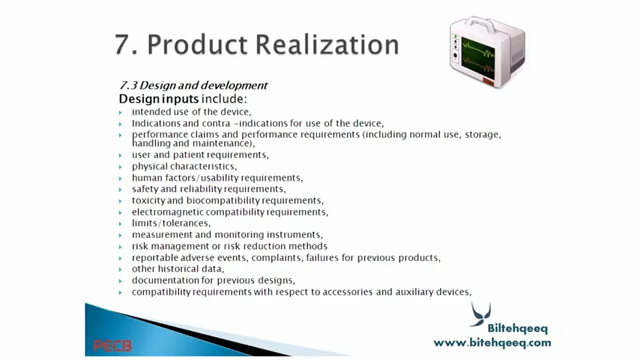 7. Product Realization
7.3 Design and development
Design inputs include:
intended use of the device,
Indications and contra -indications for use of the device,
performance claims and performance requirements (including normal use, storage,
handling and maintenance),
user and patient requirements,
physical characteristics,
human factors/usability requirements,
safety and reliability requirements,
toxicity and biocompatibility requirements,
electromagnetic compatibility requirements,
limits/tolerances,
measurement and monitoring instruments,
risk management or risk reduction methods
reportable adverse events, complaints, failures for previous products,
other historical data,
documentation for previous designs,
compatibility requirements with respect to accessories and auxiliary devices,
Biltehqeeq
PECB
www.bitehqeeq.com